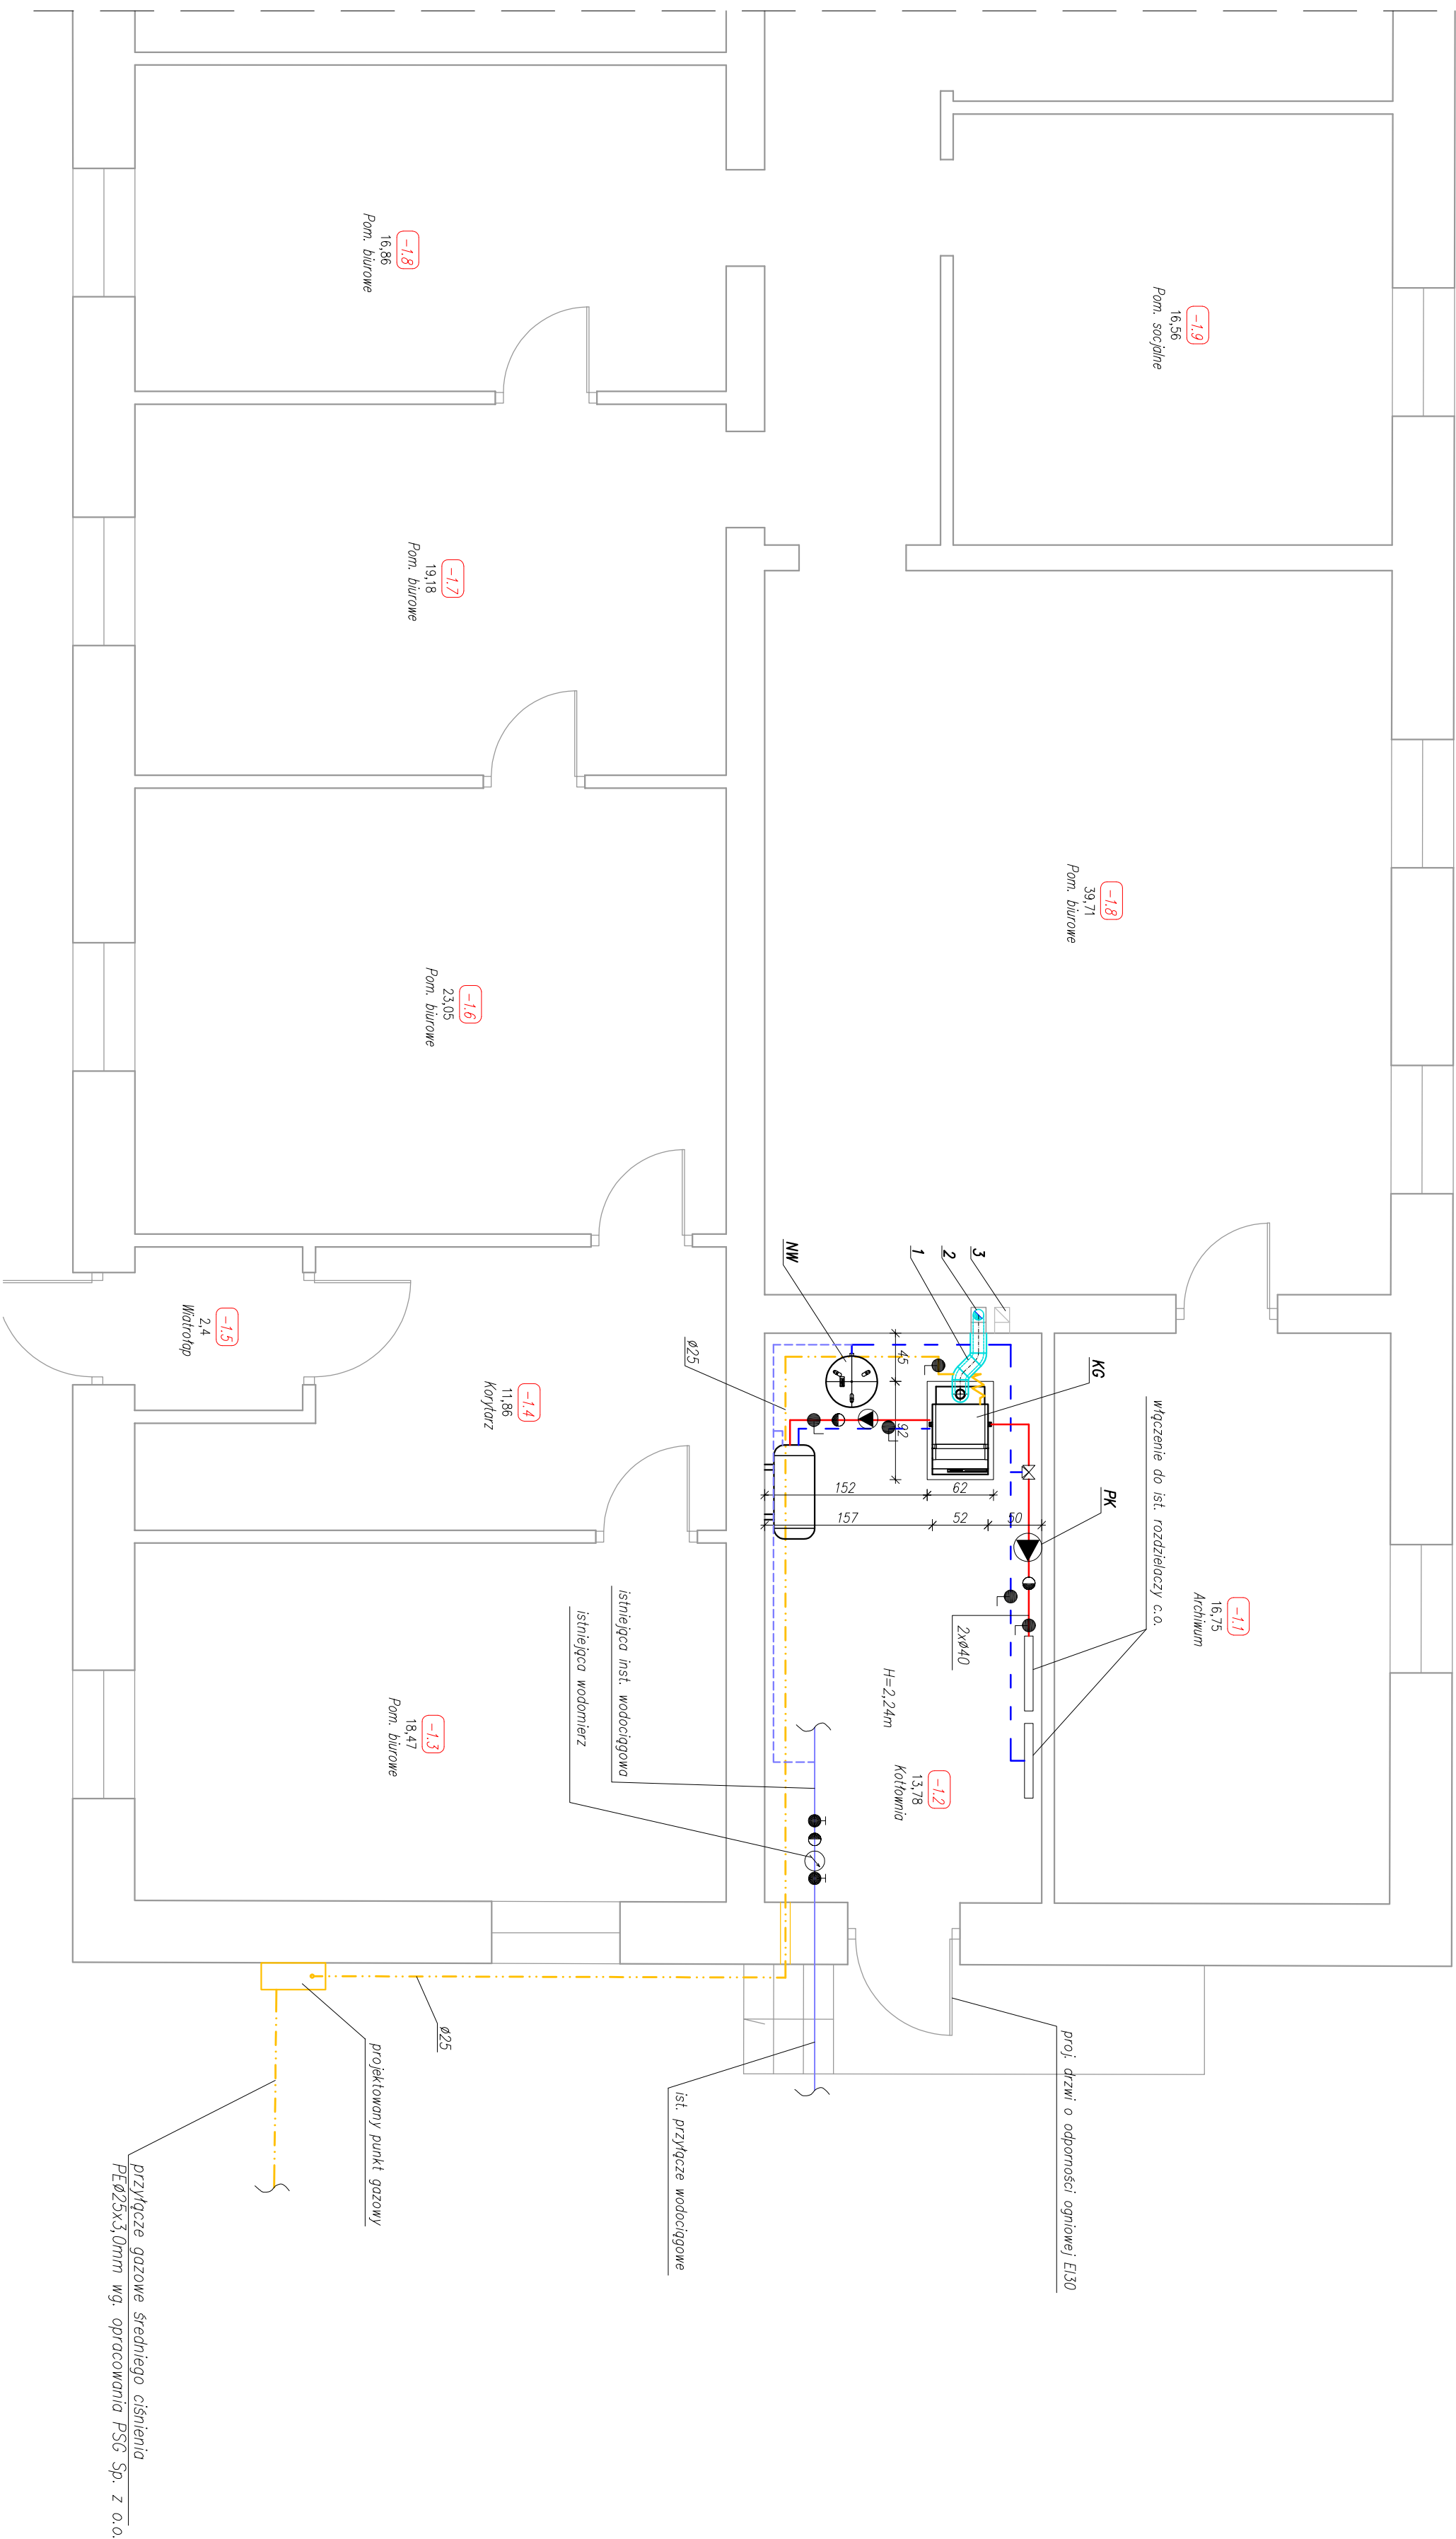 -1.9
16,56
Pom. socjalne
-1.8
16,86
Pom. biurowe
-1.7
19,18
Pom. biurowe
-1.8
39,71
Pom. biurowe
-1.6
23,05
Pom. biurowe
-1.5
2,4
Wiatrołap
-1.4
11,86
Korytarz
-1.3
18,47
Pom. biurowe
-1.1
16,75
Archiwum
-1.2
13,78
Kotłownia
H=2,24m
3
2
1
NW
KG
PK
ø25
45
92
152
62
157
52
50
2xø40
włączenie do ist. rozdzielaczy c.o.
istniejąca inst. wodociągowa
istniejąca wodomierz
proj. drzwi o odporności ogniowej EI30
ist. przyłącze wodociągowe
ø25
projektowany punkt gazowy
przyłącze gazowe średniego ciśnienia
PEø25x3,0mm wg. opracowania PSG Sp. z o.o.